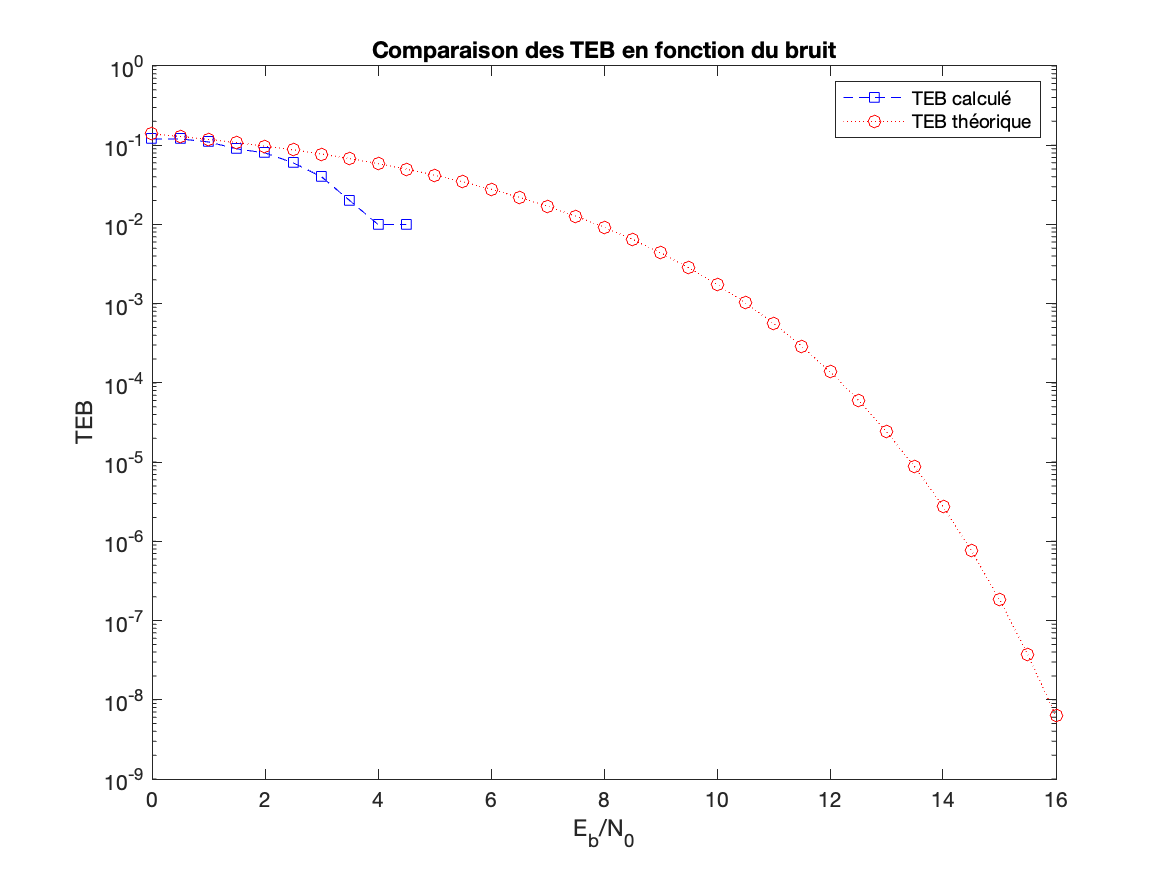 Comparaison des TEB en fonction du bruit
TEB calculé
TEB théorique
10^0
10^-1
10^-2
10^-3
10^-4
10^-5
10^-6
10^-7
10^-8
10^-9
TEB
0 2 4 6 8 10 12 14 16
E_b/N_0